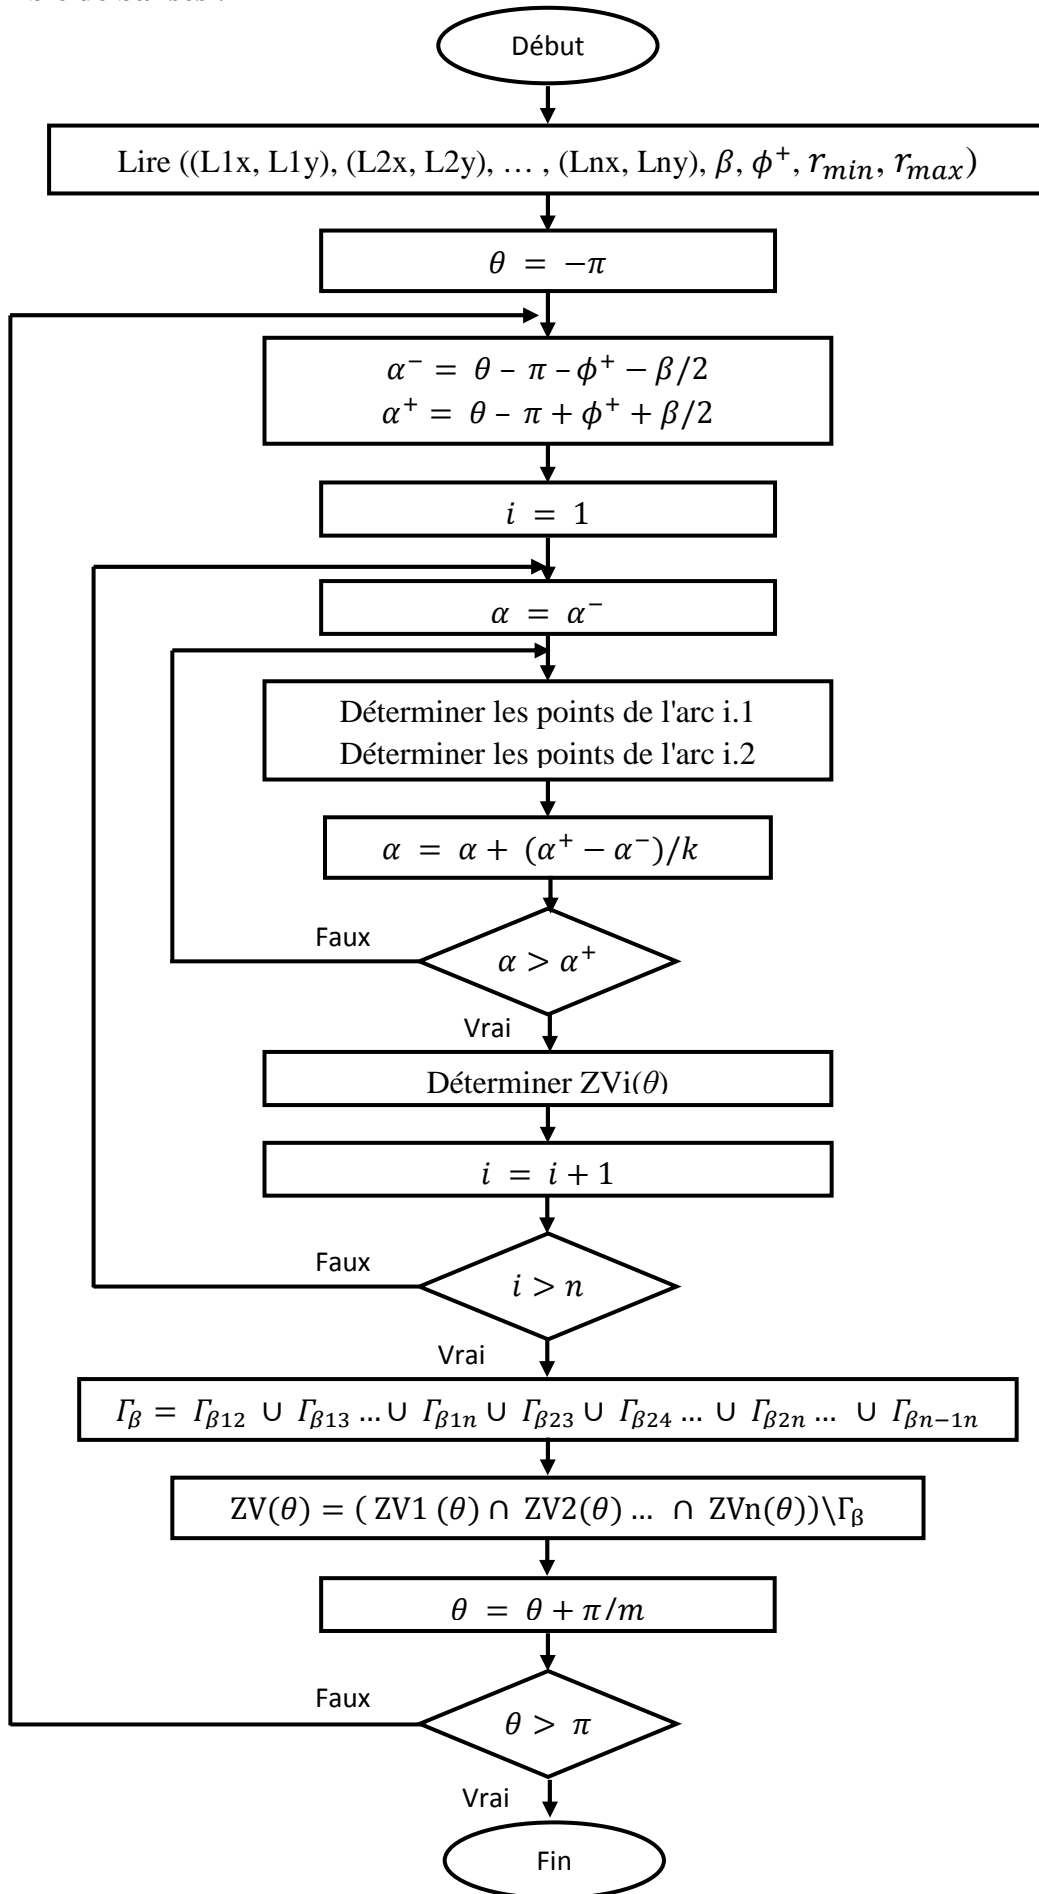 Début
Lire ((L1x, L1y), (L2x, L2y), … , (Lnx, Lny), β, ϕ⁺, r_min, r_max)
θ = −π
α⁻ = θ – π – ϕ⁺ − β/2
α⁺ = θ – π + ϕ⁺ + β/2
i = 1
α = α⁻
Déterminer les points de l'arc i.1
Déterminer les points de l'arc i.2
α = α + (α⁺ − α⁻)/k
Faux
α > α⁺
Vrai
Déterminer ZVi(θ)
i = i + 1
Faux
i > n
Vrai
Γ_β = Γ_β12 ∪ Γ_β13 … ∪ Γ_β1n ∪ Γ_β23 ∪ Γ_β24 … ∪ Γ_β2n … ∪ Γ_βn−1n
ZV(θ) = ( ZV1 (θ) ∩ ZV2(θ) … ∩ ZVn(θ))\Γ_β
θ = θ + π/m
Faux
θ > π
Vrai
Fin